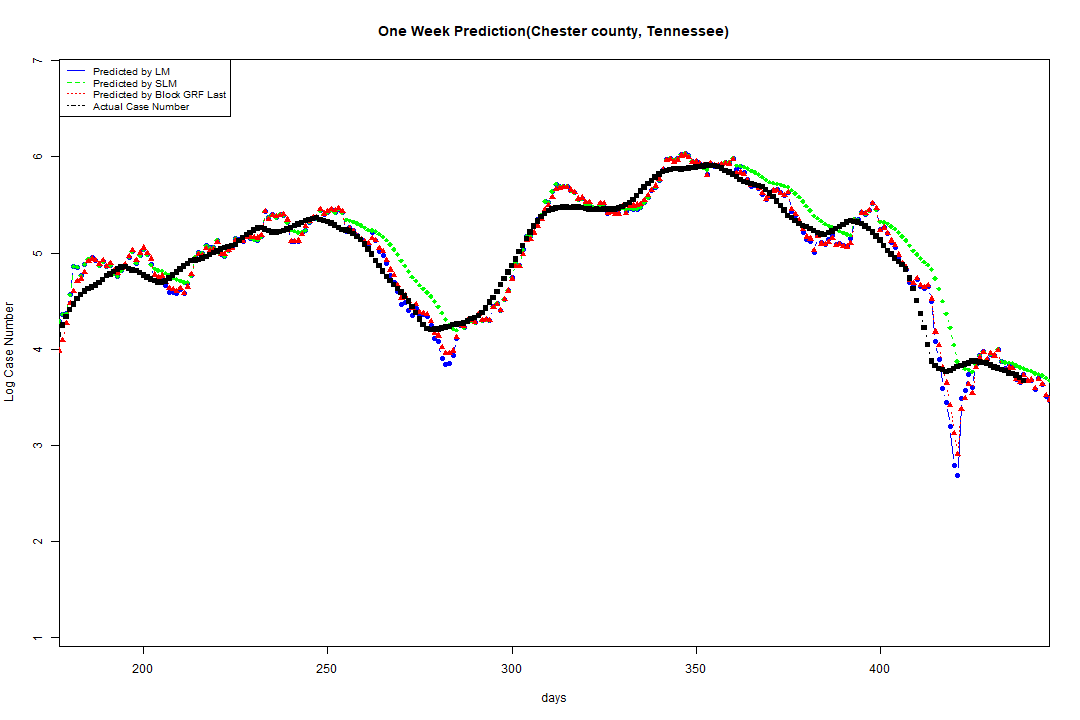 One Week Prediction(Chester county, Tennessee)
Predicted by LM
Predicted by SLM
Predicted by Block GRF Last
Actual Case Number
Log Case Number
7
6
5
4
3
2
1
200 250 300 350 400
days